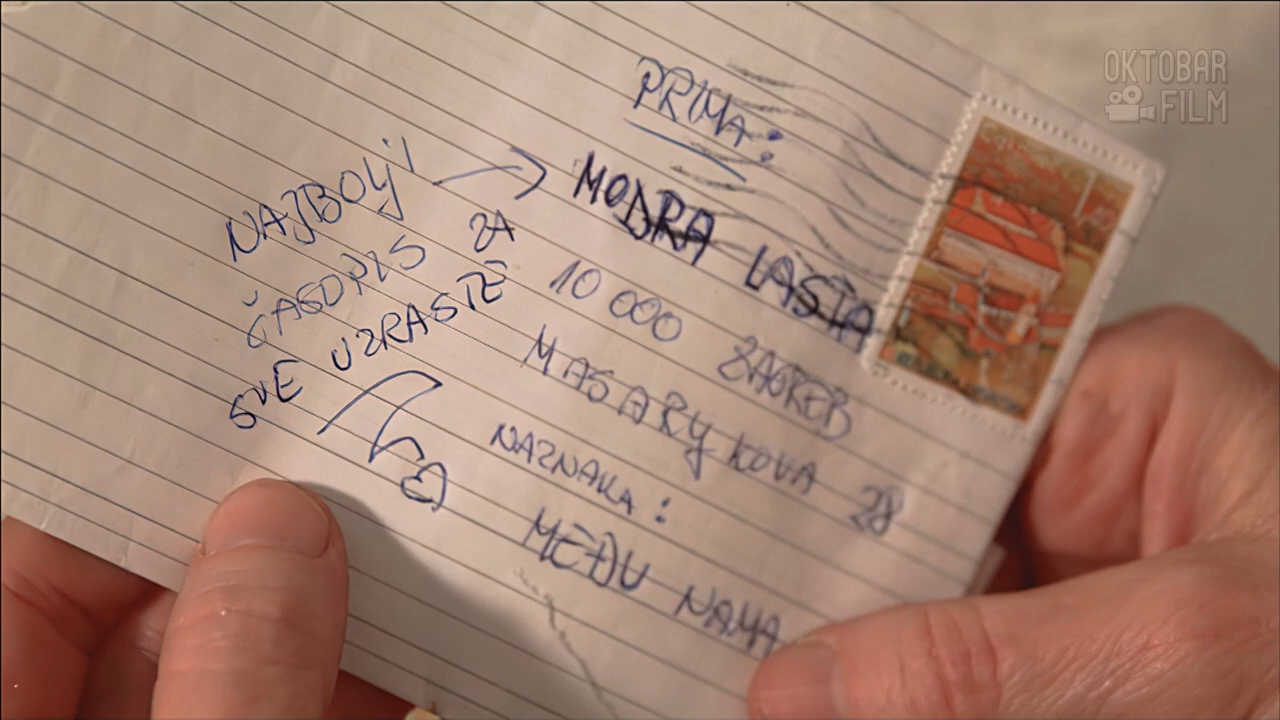 OKTOBAR
FILM
PRIMA:
MODRA LASTA
10 000 ZAGREB
MASARYKOVA 28
NAZNAKA:
MEĐU NAMA
NAJBOLJI
ČASOPIS ZA
SVE UZRASTE